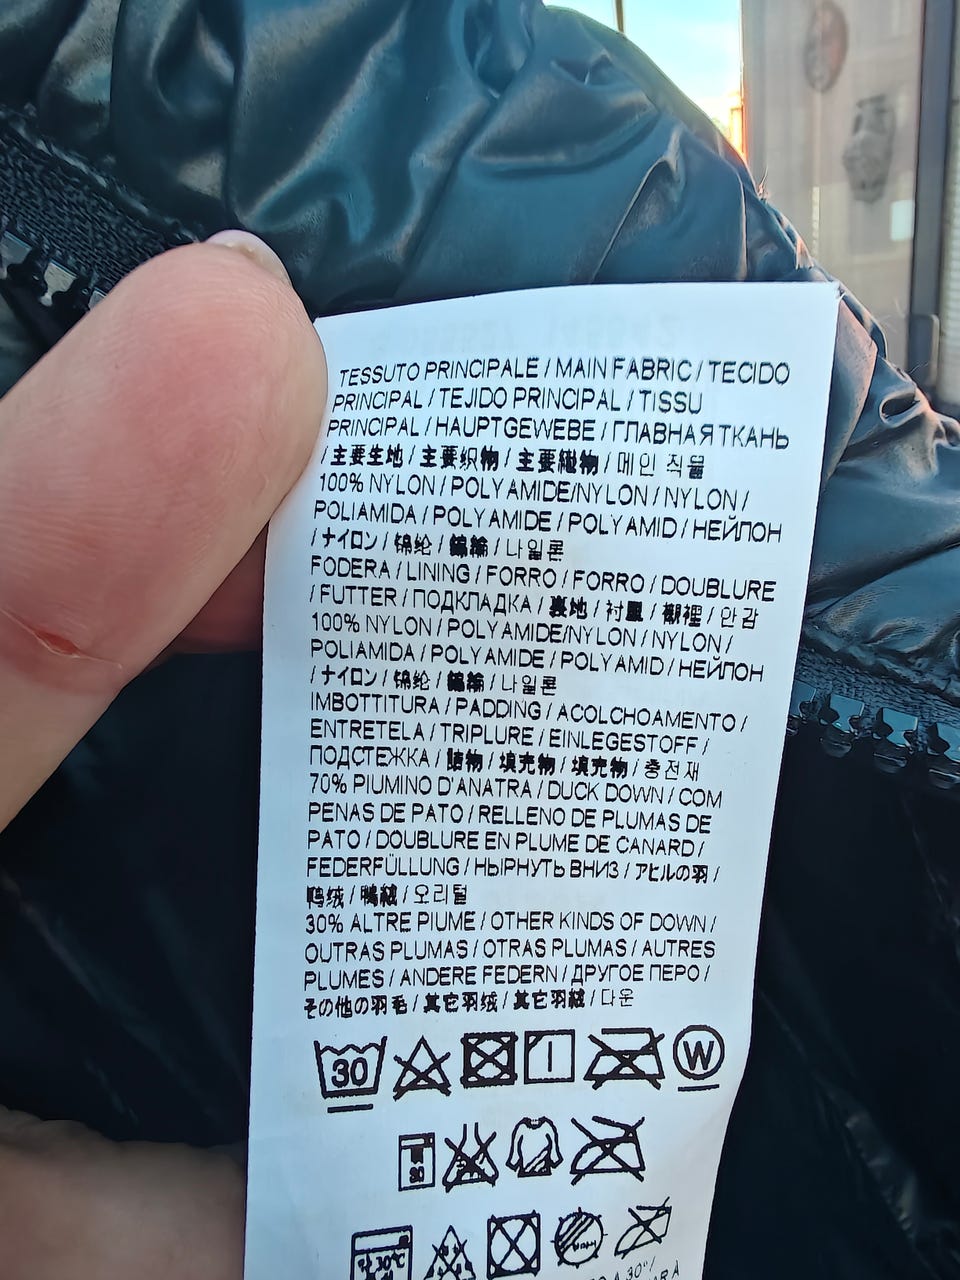 TESSUTO PRINCIPALE / MAIN FABRIC / TECIDO
PRINCIPAL / TEJIDO PRINCIPAL / TISSU
PRINCIPAL / HAUPTGEWEBE / ГЛАВНАЯ ТКАНЬ
/ 主要生地 / 主要织物 / 主要織物 / 메인 직물
100% NYLON / POLYAMIDE/NYLON / NYLON /
POLIAMIDA / POLYAMIDE / POLYAMID / НЕЙЛОН
/ ナイロン / 锦纶 / 錦綸 / 나일론
FODERA / LINING / FORRO / FORRO / DOUBLURE
/ FUTTER / ПОДКЛАДКА / 裏地 / 衬里 / 襯裡 / 안감
100% NYLON / POLYAMIDE/NYLON / NYLON /
POLIAMIDA / POLYAMIDE / POLYAMID / НЕЙЛОН
/ ナイロン / 锦纶 / 錦綸 / 나일론
IMBOTTITURA / PADDING / ACOLCHOAMENTO /
ENTRETELA / TRIPLURE / EINLEGESTOFF /
ПОДСТЕЖКА / 詰物 / 填充物 / 填充物 / 충전재
70% PIUMINO D'ANATRA / DUCK DOWN / COM
PENAS DE PATO / RELLENO DE PLUMAS DE
PATO / DOUBLURE EN PLUME DE CANARD /
FEDERFÜLLUNG / НЫРНУТЬ ВНИЗ / アヒルの羽 /
鸭绒 / 鴨絨 / 오리털
30% ALTRE PIUME / OTHER KINDS OF DOWN /
OUTRAS PLUMAS / OTRAS PLUMAS / AUTRES
PLUMES / ANDERE FEDERN / ДРУГОЕ ПЕРО /
その他の羽毛 / 其它羽绒 / 其它羽絨 / 다운
30 W
30
30°C
A 30°/